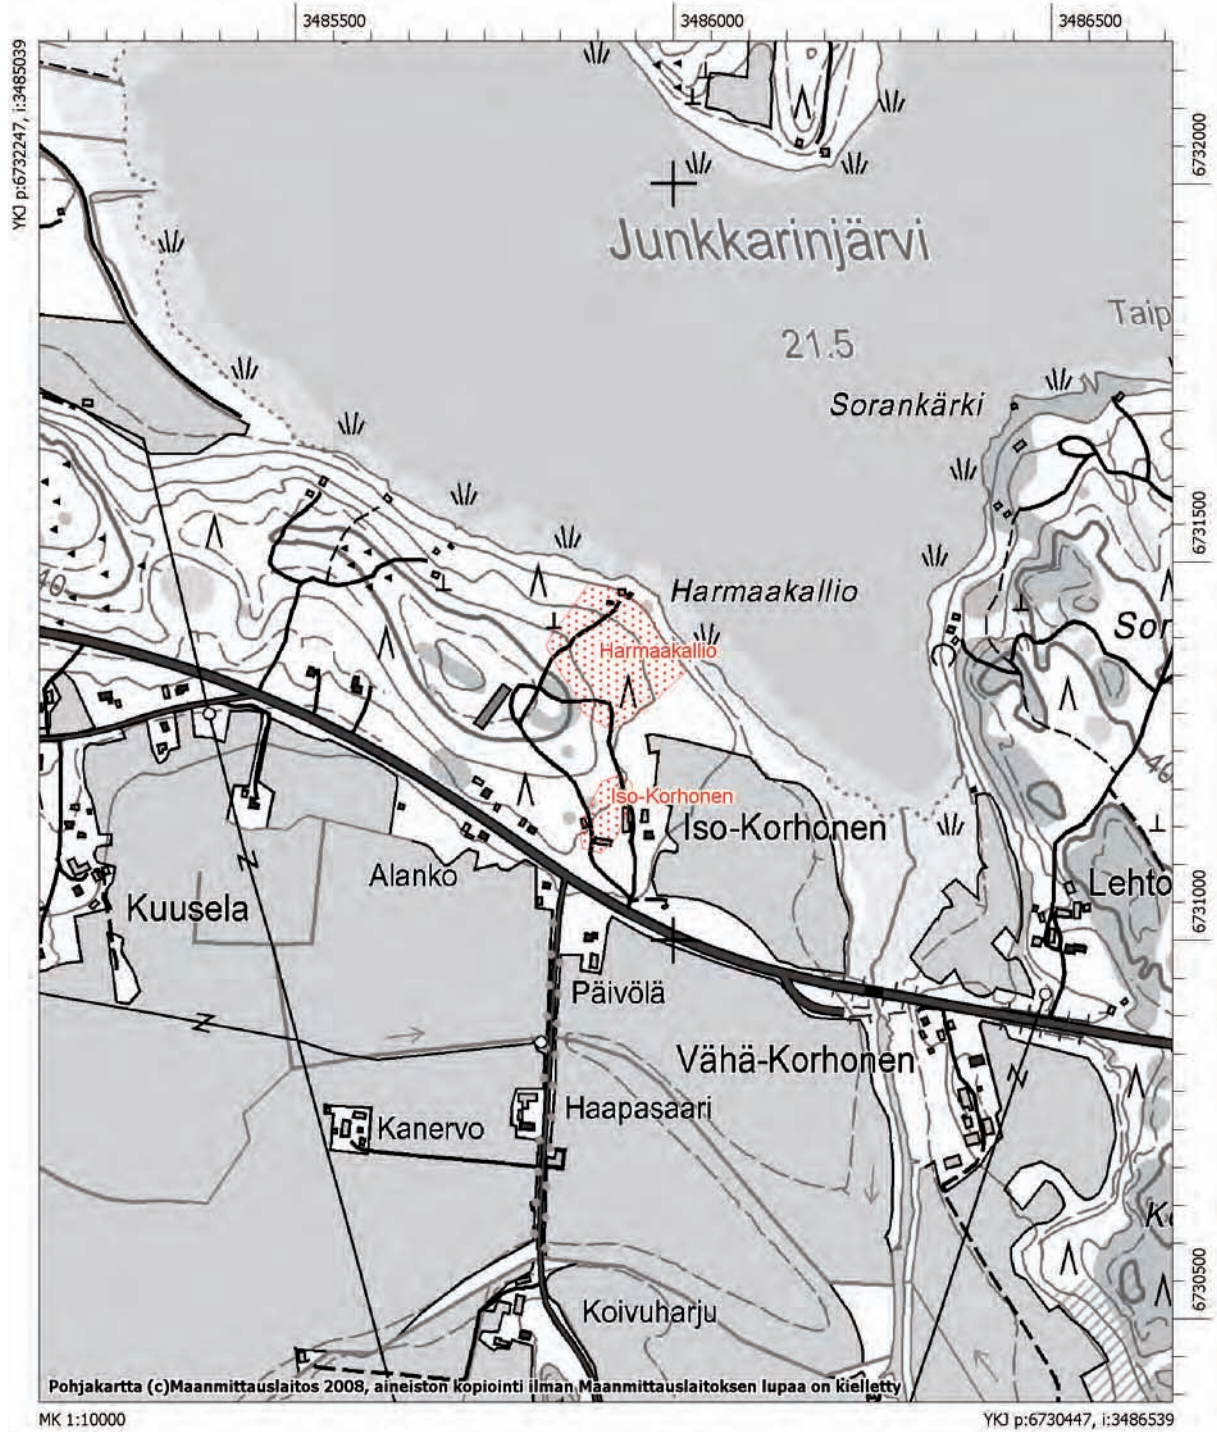 3485500
3486000
3486500
YKJ p:6732247, i:3485039
6732000
Junkkarinjärvi
Taip
21.5
Sorankärki
6731500
40
Harmaakallio
Sor
Harmaakallio
40
Iso-Korhonen
Iso-Korhonen
Alanko
Lehto
6731000
Kuusela
Päivölä
Vähä-Korhonen
Haapasaari
Kanervo
K
6730500
Koivuharju
Pohjakartta (c)Maanmittauslaitos 2008, aineiston kopiointi ilman Maanmittauslaitoksen lupaa on kielletty
MK 1:10000
YKJ p:6730447, i:3486539